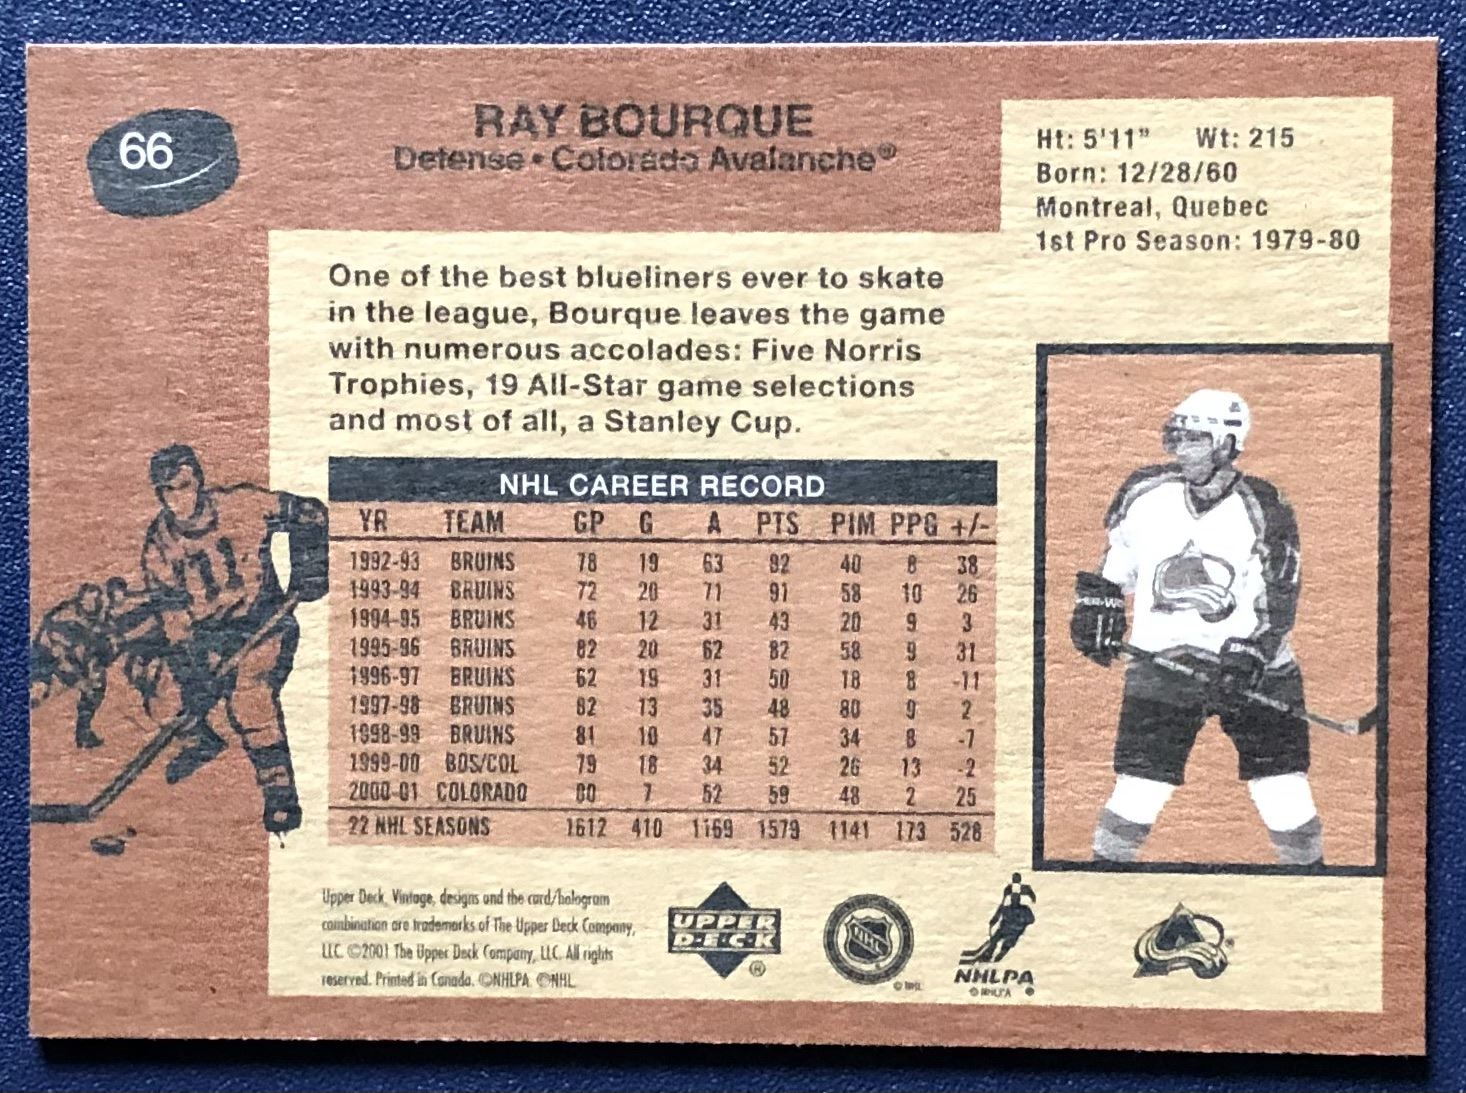 66
RAY BOURQUE
Defense • Colorado Avalanche®
Ht: 5'11" Wt: 215
Born: 12/28/60
Montreal, Quebec
1st Pro Season: 1979-80
One of the best blueliners ever to skate
in the league, Bourque leaves the game
with numerous accolades: Five Norris
Trophies, 19 All-Star game selections
and most of all, a Stanley Cup.
NHL CAREER RECORD
YR TEAM GP G A PTS PIM PPG +/-
1992-93 BRUINS 78 19 63 82 40 8 38
1993-94 BRUINS 72 20 71 91 58 10 26
1994-95 BRUINS 46 12 31 43 20 9 3
1995-96 BRUINS 82 20 62 82 58 9 31
1996-97 BRUINS 62 19 31 50 18 8 -11
1997-98 BRUINS 82 13 35 48 80 9 2
1998-99 BRUINS 81 10 47 57 34 8 -7
1999-00 BOS/COL 79 18 34 52 26 13 -2
2000-01 COLORADO 80 7 52 59 48 2 25
22 NHL SEASONS 1612 410 1169 1579 1141 173 528
Upper Deck, Vintage, designs and the card/hologram
combination are trademarks of The Upper Deck Company,
LLC. ©2001 The Upper Deck Company, LLC. All rights
reserved. Printed in Canada. ©NHLPA. ©NHL.
UPPER
D·E·C·K
®
NHL
© NHL
NHLPA
© NHLPA
11